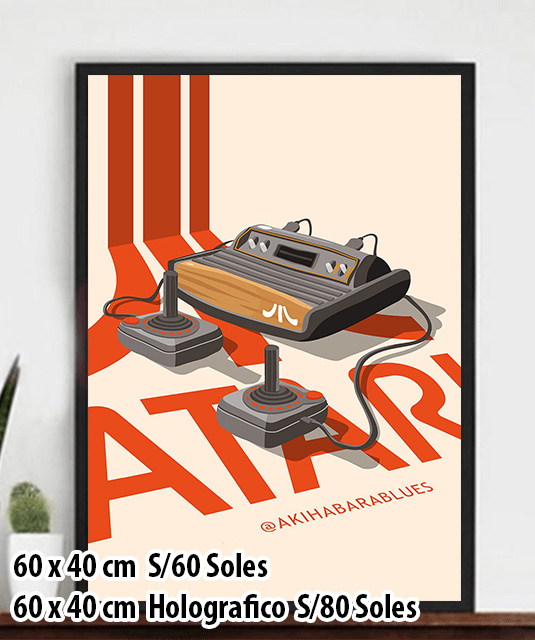 ATARI
@AKIHABARABLUES
60 x 40 cm S/60 Soles
60 x 40 cm Holografico S/80 Soles